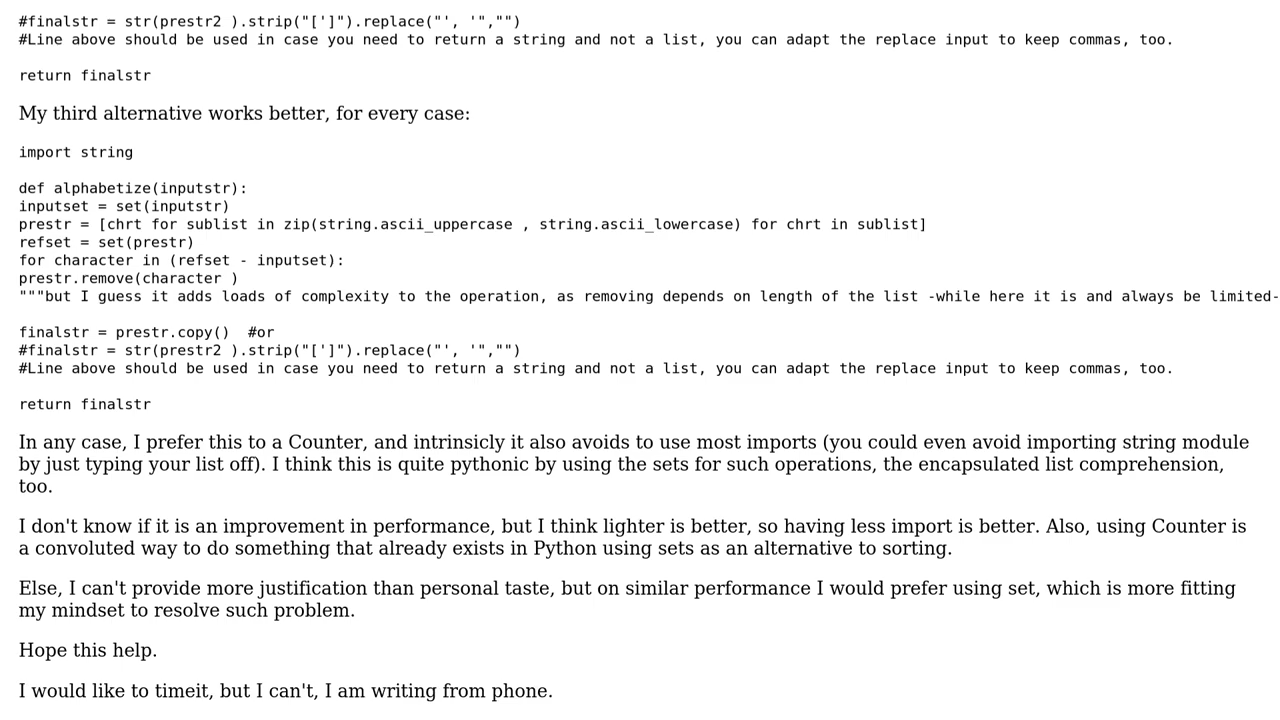 #finalstr = str(prestr2 ).strip("[']").replace("', '","")
#Line above should be used in case you need to return a string and not a list, you can adapt the replace input to keep commas, too.
return finalstr
My third alternative works better, for every case:
import string
def alphabetize(inputstr):
inputset = set(inputstr)
prestr = [chrt for sublist in zip(string.ascii_uppercase , string.ascii_lowercase) for chrt in sublist]
refset = set(prestr)
for character in (refset - inputset):
prestr.remove(character )
"""but I guess it adds loads of complexity to the operation, as removing depends on length of the list -while here it is and always be limited-
finalstr = prestr.copy()  #or
#finalstr = str(prestr2 ).strip("[']").replace("', '","")
#Line above should be used in case you need to return a string and not a list, you can adapt the replace input to keep commas, too.
return finalstr
In any case, I prefer this to a Counter, and intrinsicly it also avoids to use most imports (you could even avoid importing string module
by just typing your list off). I think this is quite pythonic by using the sets for such operations, the encapsulated list comprehension,
too.
I don't know if it is an improvement in performance, but I think lighter is better, so having less import is better. Also, using Counter is
a convoluted way to do something that already exists in Python using sets as an alternative to sorting.
Else, I can't provide more justification than personal taste, but on similar performance I would prefer using set, which is more fitting
my mindset to resolve such problem.
Hope this help.
I would like to timeit, but I can't, I am writing from phone.